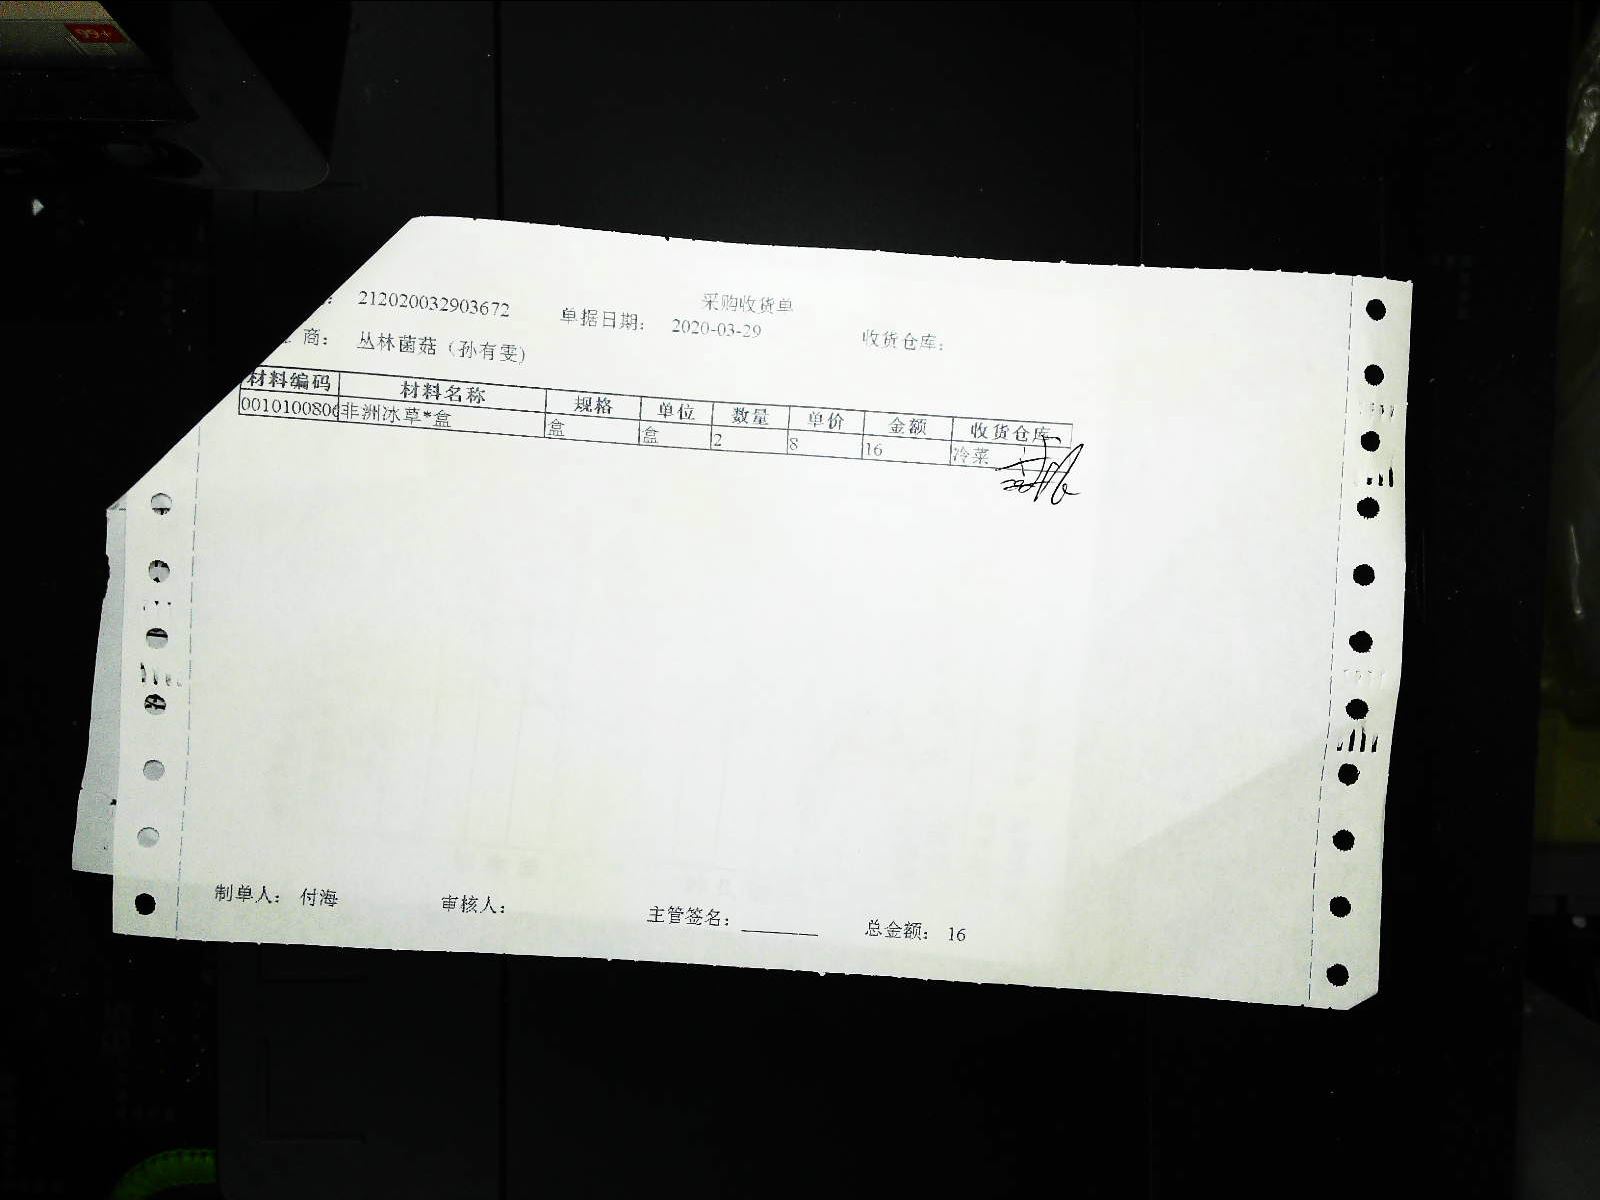 采购收货单
212020032903672 单据日期: 2020-03-29 收货仓库:
商: 丛林菌菇（孙有雯）
材料编码 材料名称 规格 单位 数量 单价 金额 收货仓库
001010080 非洲冰草*盒 盒 盒 2 8 16 冷菜
制单人: 付海 审核人: 主管签名: 总金额: 16
99+